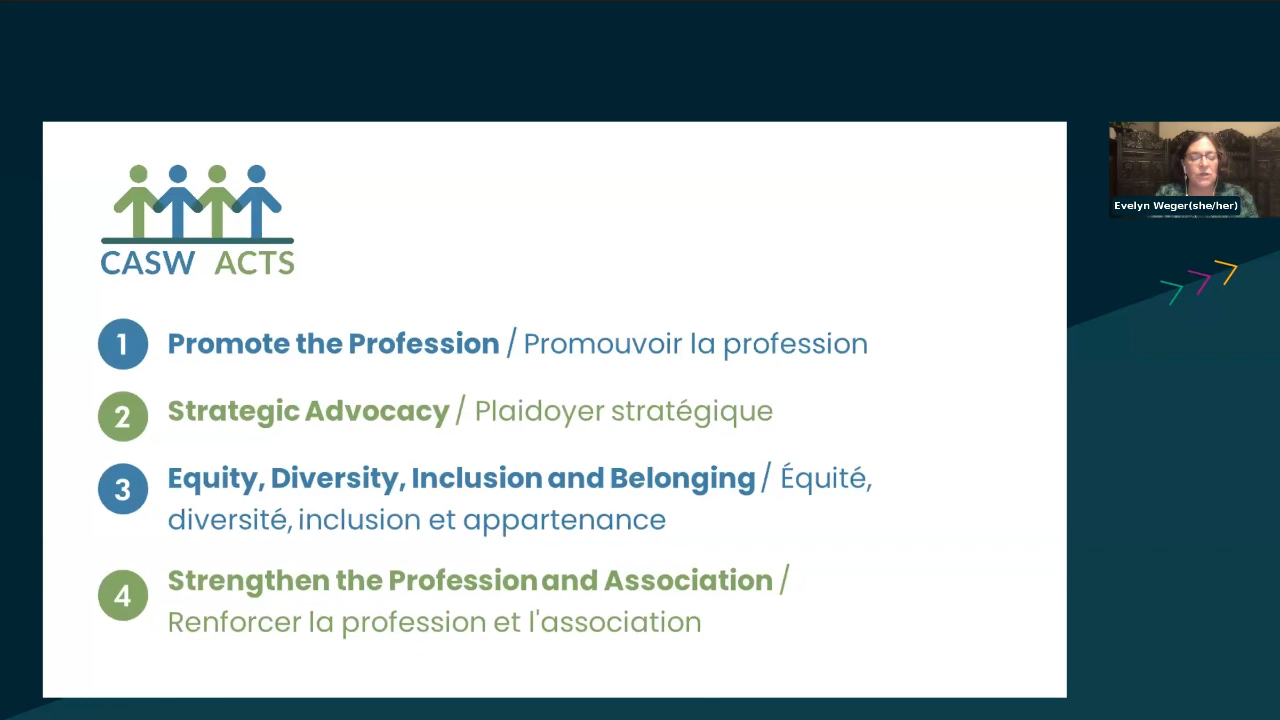 CASW ACTS
1 Promote the Profession / Promouvoir la profession
2 Strategic Advocacy / Plaidoyer stratégique
3 Equity, Diversity, Inclusion and Belonging / Équité,
diversité, inclusion et appartenance
4 Strengthen the Profession and Association /
Renforcer la profession et l'association
Evelyn Weger(she/her)